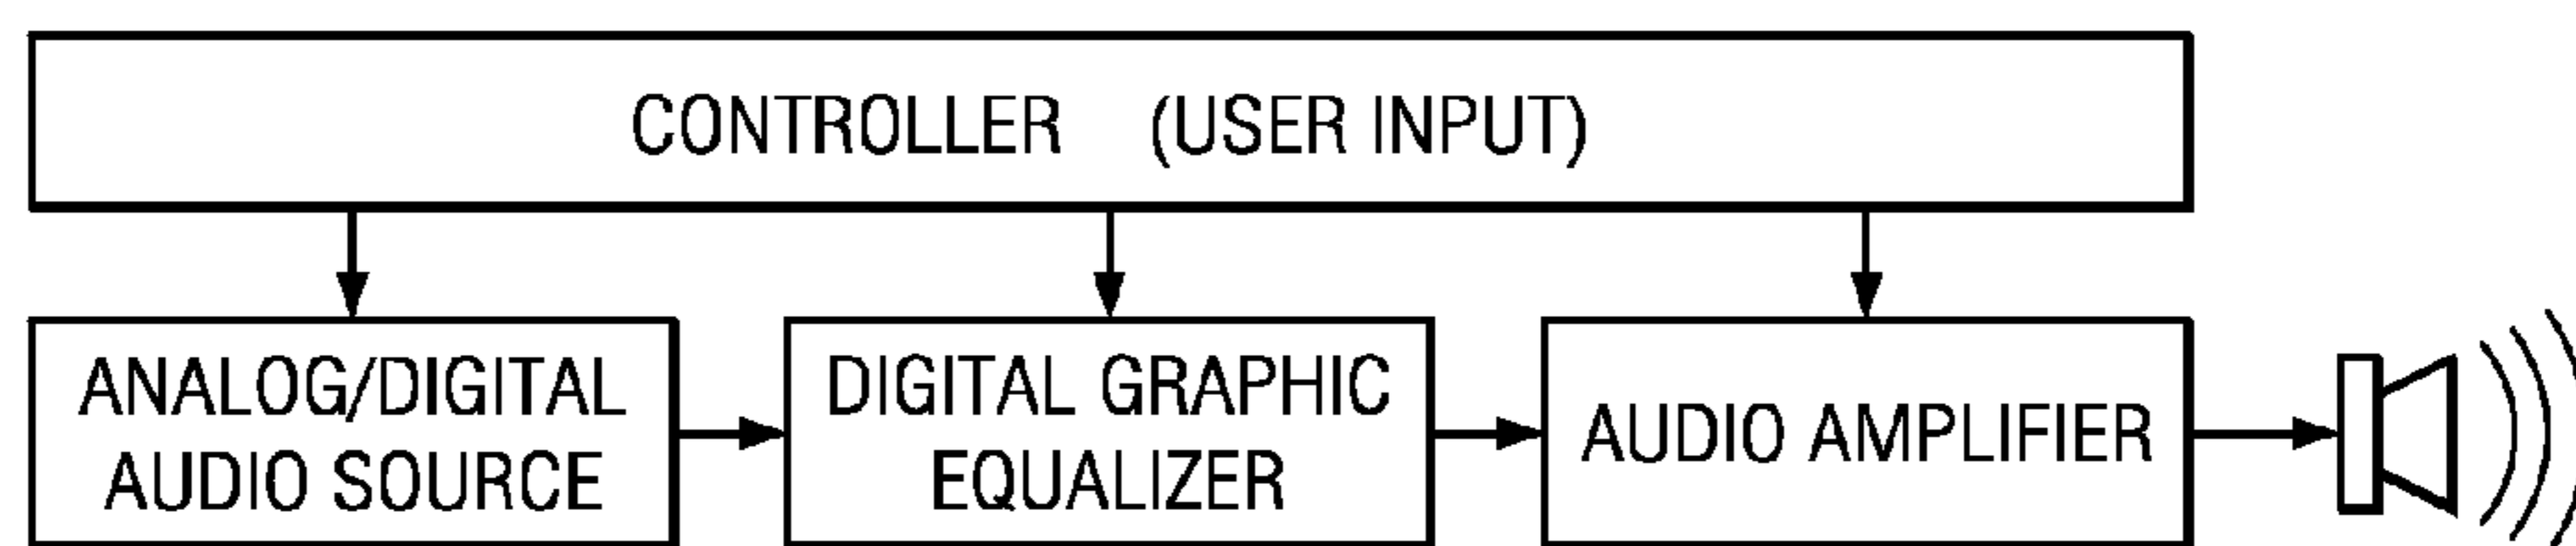 CONTROLLER (USER INPUT)
ANALOG/DIGITAL
AUDIO SOURCE
DIGITAL GRAPHIC
EQUALIZER
AUDIO AMPLIFIER